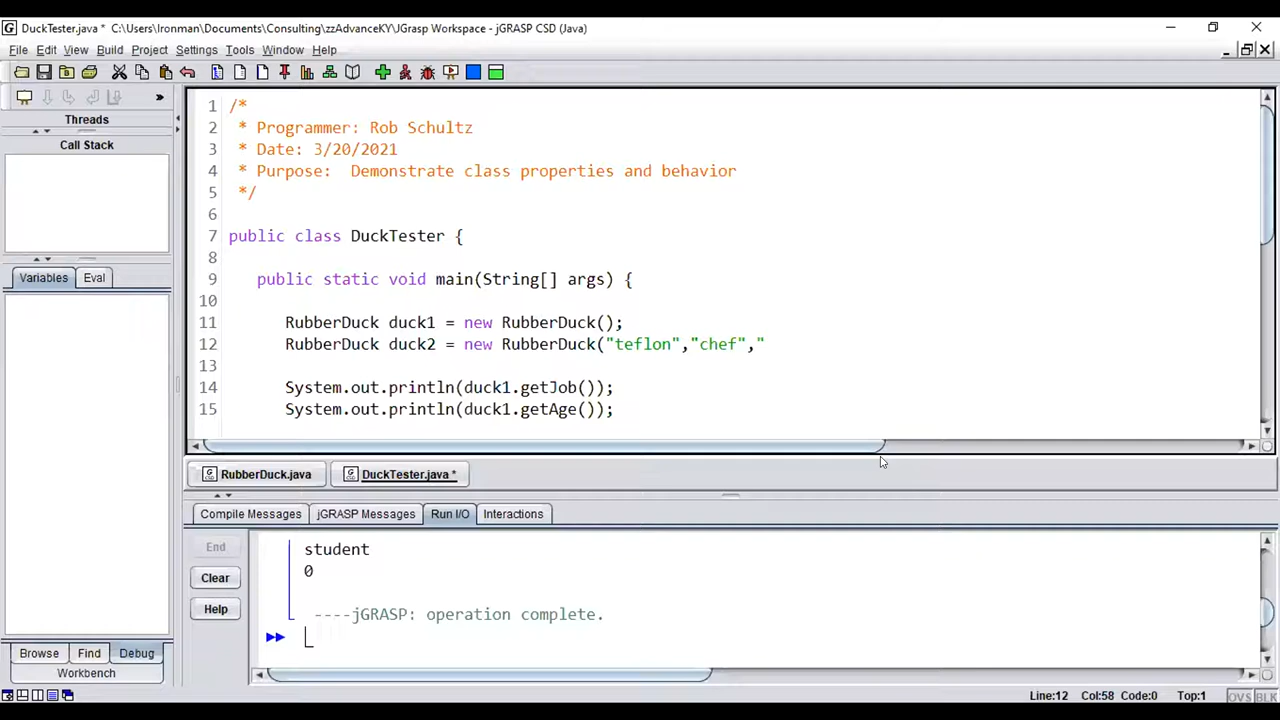 DuckTester.java * C:\Users\Ironman\Documents\Consulting\zzAdvanceKY\JGrasp Workspace - jGRASP CSD (Java)
File Edit View Build Project Settings Tools Window Help
Threads
Call Stack
Variables Eval
Browse Find Debug
Workbench
1 /*
2 * Programmer: Rob Schultz
3 * Date: 3/20/2021
4 * Purpose: Demonstrate class properties and behavior
5 */
6
7 public class DuckTester {
8
9 public static void main(String[] args) {
10
11 RubberDuck duck1 = new RubberDuck();
12 RubberDuck duck2 = new RubberDuck("teflon","chef","
13
14 System.out.println(duck1.getJob());
15 System.out.println(duck1.getAge());
RubberDuck.java DuckTester.java *
Compile Messages jGRASP Messages Run I/O Interactions
End
Clear
Help
student
0
----jGRASP: operation complete.
Line:12 Col:58 Code:0 Top:1 OVS BLK